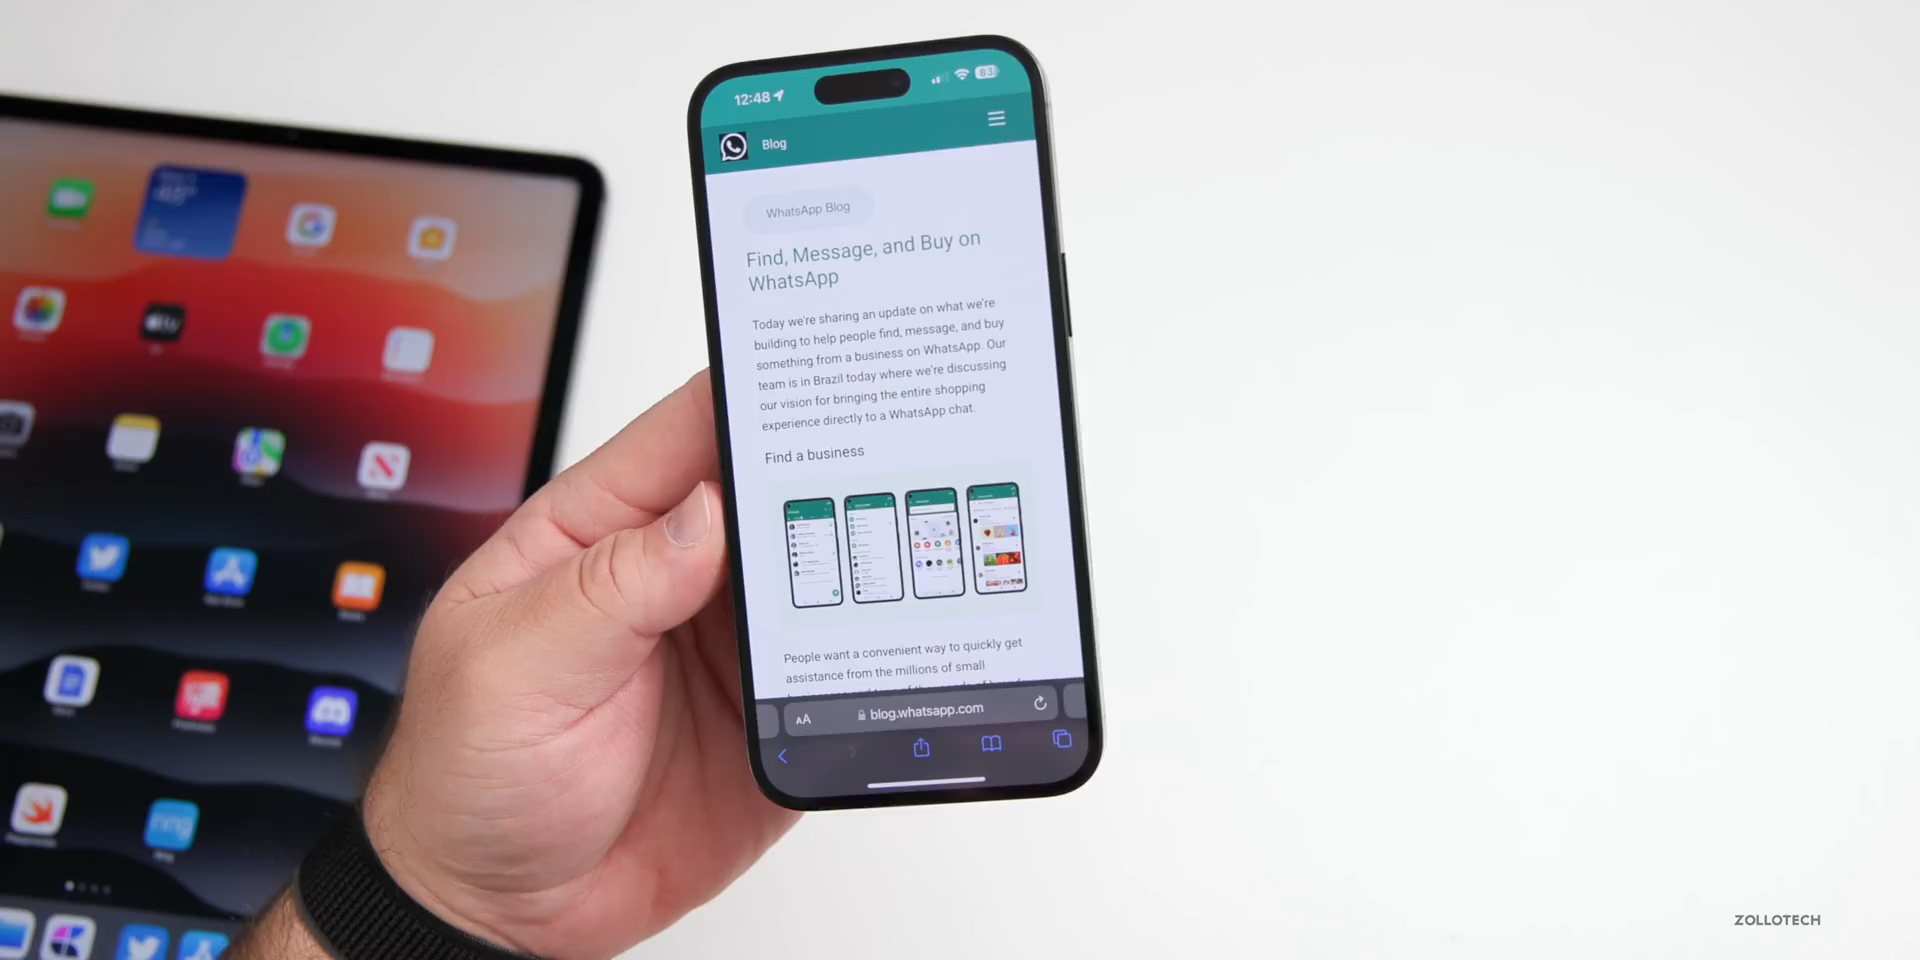 12:48
83
Blog
WhatsApp Blog
Find, Message, and Buy on
WhatsApp
Today we're sharing an update on what we're
building to help people find, message, and buy
something from a business on WhatsApp. Our
team is in Brazil today where we're discussing
our vision for bringing the entire shopping
experience directly to a WhatsApp chat.
Find a business
People want a convenient way to quickly get
assistance from the millions of small
AA
blog.whatsapp.com
tv
ring
ZOLLOTECH